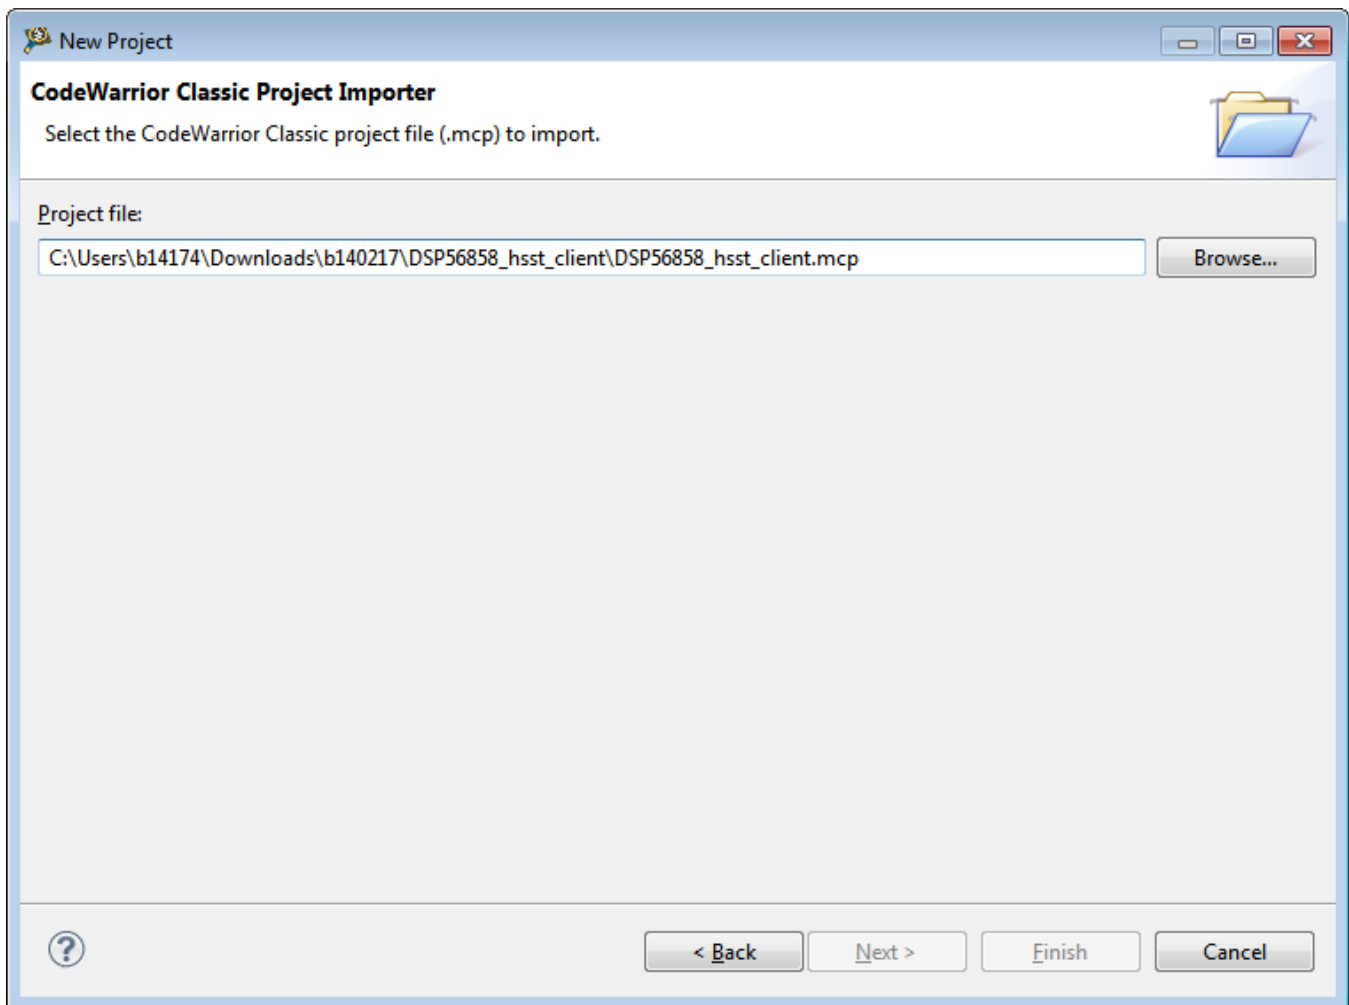 New Project
CodeWarrior Classic Project Importer
Select the CodeWarrior Classic project file (.mcp) to import.
Project file:
C:\Users\b14174\Downloads\b140217\DSP56858_hsst_client\DSP56858_hsst_client.mcp
Browse...
?
< Back
Next >
Finish
Cancel